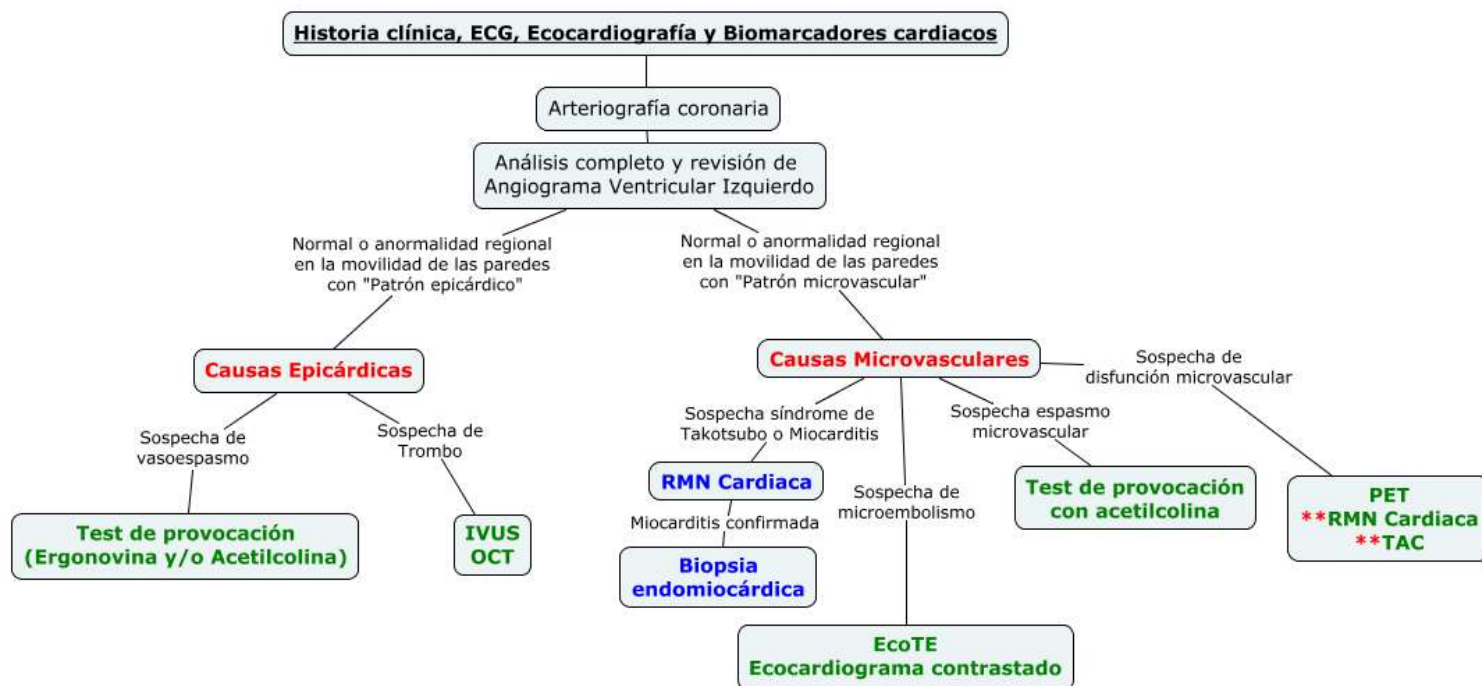 Historia clínica, ECG, Ecocardiografía y Biomarcadores cardiacos
Arteriografía coronaria
Análisis completo y revisión de
Angiograma Ventricular Izquierdo
Normal o anormalidad regional
en la movilidad de las paredes
con "Patrón epicárdico"
Normal o anormalidad regional
en la movilidad de las paredes
con "Patrón microvascular"
Causas Epicárdicas
Causas Microvasculares
Sospecha de
disfunción microvascular
Sospecha de
vasoespasmo
Sospecha de
Trombo
Sospecha síndrome de
Takotsubo o Miocarditis
Sospecha espasmo
microvascular
Test de provocación
(Ergonovina y/o Acetilcolina)
IVUS
OCT
RMN Cardiaca
Miocarditis confirmada
Biopsia
endomiocárdica
Sospecha de
microembolismo
Test de provocación
con acetilcolina
PET
**RMN Cardiaca
**TAC
EcoTE
Ecocardiograma contrastado